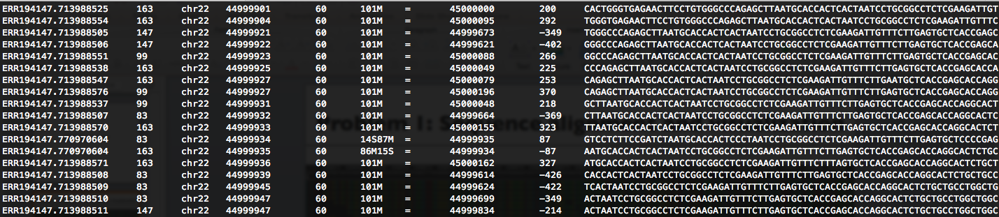 ERR194147.713988525 163 chr22 44999901 60 101M = 45000000 200 CACTGGGTGAGAACTTCCTGTGGGCCCAGAGCTTAATGCACCACTCACTAATCCTGCGGCCTCTCGAAGATTGT
ERR194147.713988554 163 chr22 44999904 60 101M = 45000095 292 TGGGTGAGAACTTCCTGTGGGCCCAGAGCTTAATGCACCACTCACTAATCCTGCGGCCTCTCGAAGATTGTTTC
ERR194147.713988505 147 chr22 44999921 60 101M = 44999673 −349 TGGGCCCAGAGCTTAATGCACCACTCACTAATCCTGCGGCCTCTCGAAGATTGTTTCTTGAGTGCTCACCGAGC
ERR194147.713988506 147 chr22 44999922 60 101M = 44999621 −402 GGGCCCAGAGCTTAATGCACCACTCACTAATCCTGCGGCCTCTCGAAGATTGTTTCTTGAGTGCTCACCGAGCA
ERR194147.713988551 99 chr22 44999923 60 101M = 45000088 266 GGCCCAGAGCTTAATGCACCACTCACTAATCCTGCGGCCTCTCGAAGATTGTTTCTTGAGTGCTCACCGAGCAC
ERR194147.713988538 163 chr22 44999925 60 101M = 45000049 225 CCCAGAGCTTAATGCACCACTCACTAATCCTGCGGCCTCTCGAAGATTGTTTCTTGAGTGCTCACCGAGCACCA
ERR194147.713988547 163 chr22 44999927 60 101M = 45000079 253 CAGAGCTTAATGCACCACTCACTAATCCTGCGGCCTCTCGAAGATTGTTTCTTGAATGCTCACCGAGCACCAGG
ERR194147.713988576 99 chr22 44999927 60 101M = 45000196 370 CAGAGCTTAATGCACCACTCACTAATCCTGCGGCCTCTCGAAGATTGTTTCTTGAGTGCTCACCGAGCACCAGG
ERR194147.713988537 99 chr22 44999931 60 101M = 45000048 218 GCTTAATGCACCACTCACTAATCCTGCGGCCTCTCGAAGATTGTTTCTTGAGTGCTCACCGAGCACCAGGCACT
ERR194147.713988507 83 chr22 44999932 60 101M = 44999664 −369 CTTAATGCACCACTCACTAATCCTGCGGCCTCTCGAAGATTGTTTCTTGAGTGCTCACCGAGCACCAGGCACTC
ERR194147.713988570 163 chr22 44999933 60 101M = 45000155 323 TTAATGCACCACTCACTAATCCTGCGGCCTCTCGAAGATTGTTTCTTGAGTGCTCACCGAGCACCAGGCACTCT
ERR194147.770970604 83 chr22 44999934 60 14S87M = 44999935 87 GTCCTCTTCCGATCTAATGCACCACTCCCTAATCCTGCGGCCTCTCGAAGATTGTTTCTTGAGTGCTCCCCGAG
ERR194147.770970604 163 chr22 44999935 60 86M15S = 44999934 −87 AATGCACCACTCACTAATCCTGCGGCCTCTCGAAGATTGTTTCTTGAGTGCTCACCGAGCACCAGGCACTCTGC
ERR194147.713988571 163 chr22 44999936 60 101M = 45000162 327 ATGCACCACTCACTAATCCTGCGGCCTCTCGAAGATTGTTTCTTTAGTGCTCACCGAGCACCAGGCACTCTGCT
ERR194147.713988508 83 chr22 44999939 60 101M = 44999614 −426 CACCACTCACTAATCCTGCGGCCTCTCGAAGATTGTTTCTTGAGTGCTCACCGAGCACCAGGCACTCTGCTGCC
ERR194147.713988509 83 chr22 44999945 60 101M = 44999624 −422 TCACTAATCCTGCGGCCTCTCGAAGATTGTTTCTTGAGTGCTCACCGAGCACCAGGCACTCTGCTGCCTGGCTC
ERR194147.713988510 83 chr22 44999947 60 101M = 44999699 −349 ACTAATCCTGCGGCCTCTCGAAGATTGTTTCTTGAGTGCTCACCGAGCACCAGGCACTCTGCTGCCTGGCTGGC
ERR194147.713988511 147 chr22 44999947 60 101M = 44999834 −214 ACTAATCCTGCGGCCTCTCGAAGATTGTTTCTTGAGTGCTCACCGAGCACCAGGCACTCTGCTGCCTGGCTGGC